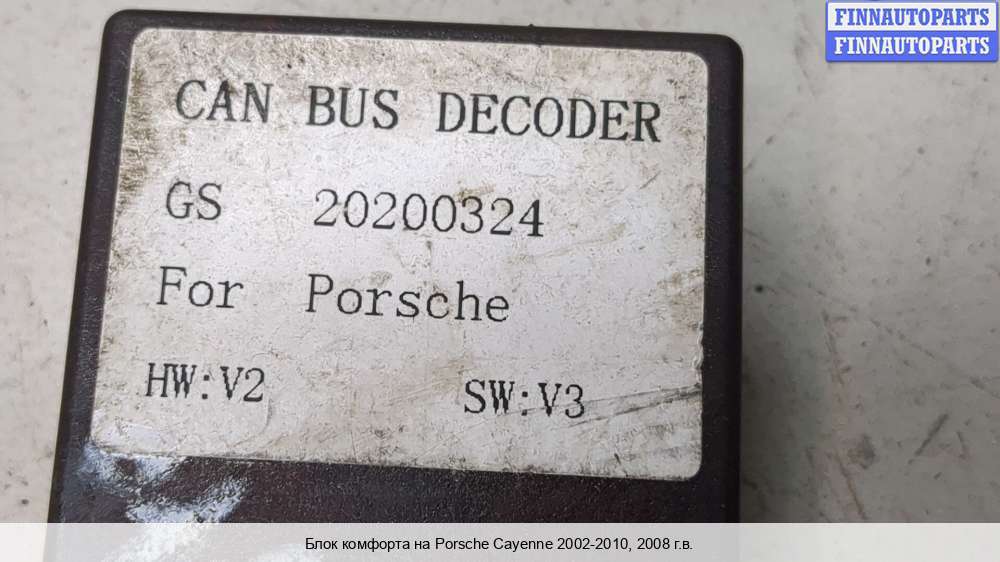 FINNAUTOPARTS
FINNAUTOPARTS
CAN BUS DECODER
GS 20200324
For Porsche
HW:V2 SW:V3
Блок комфорта на Porsche Cayenne 2002-2010, 2008 г.в.